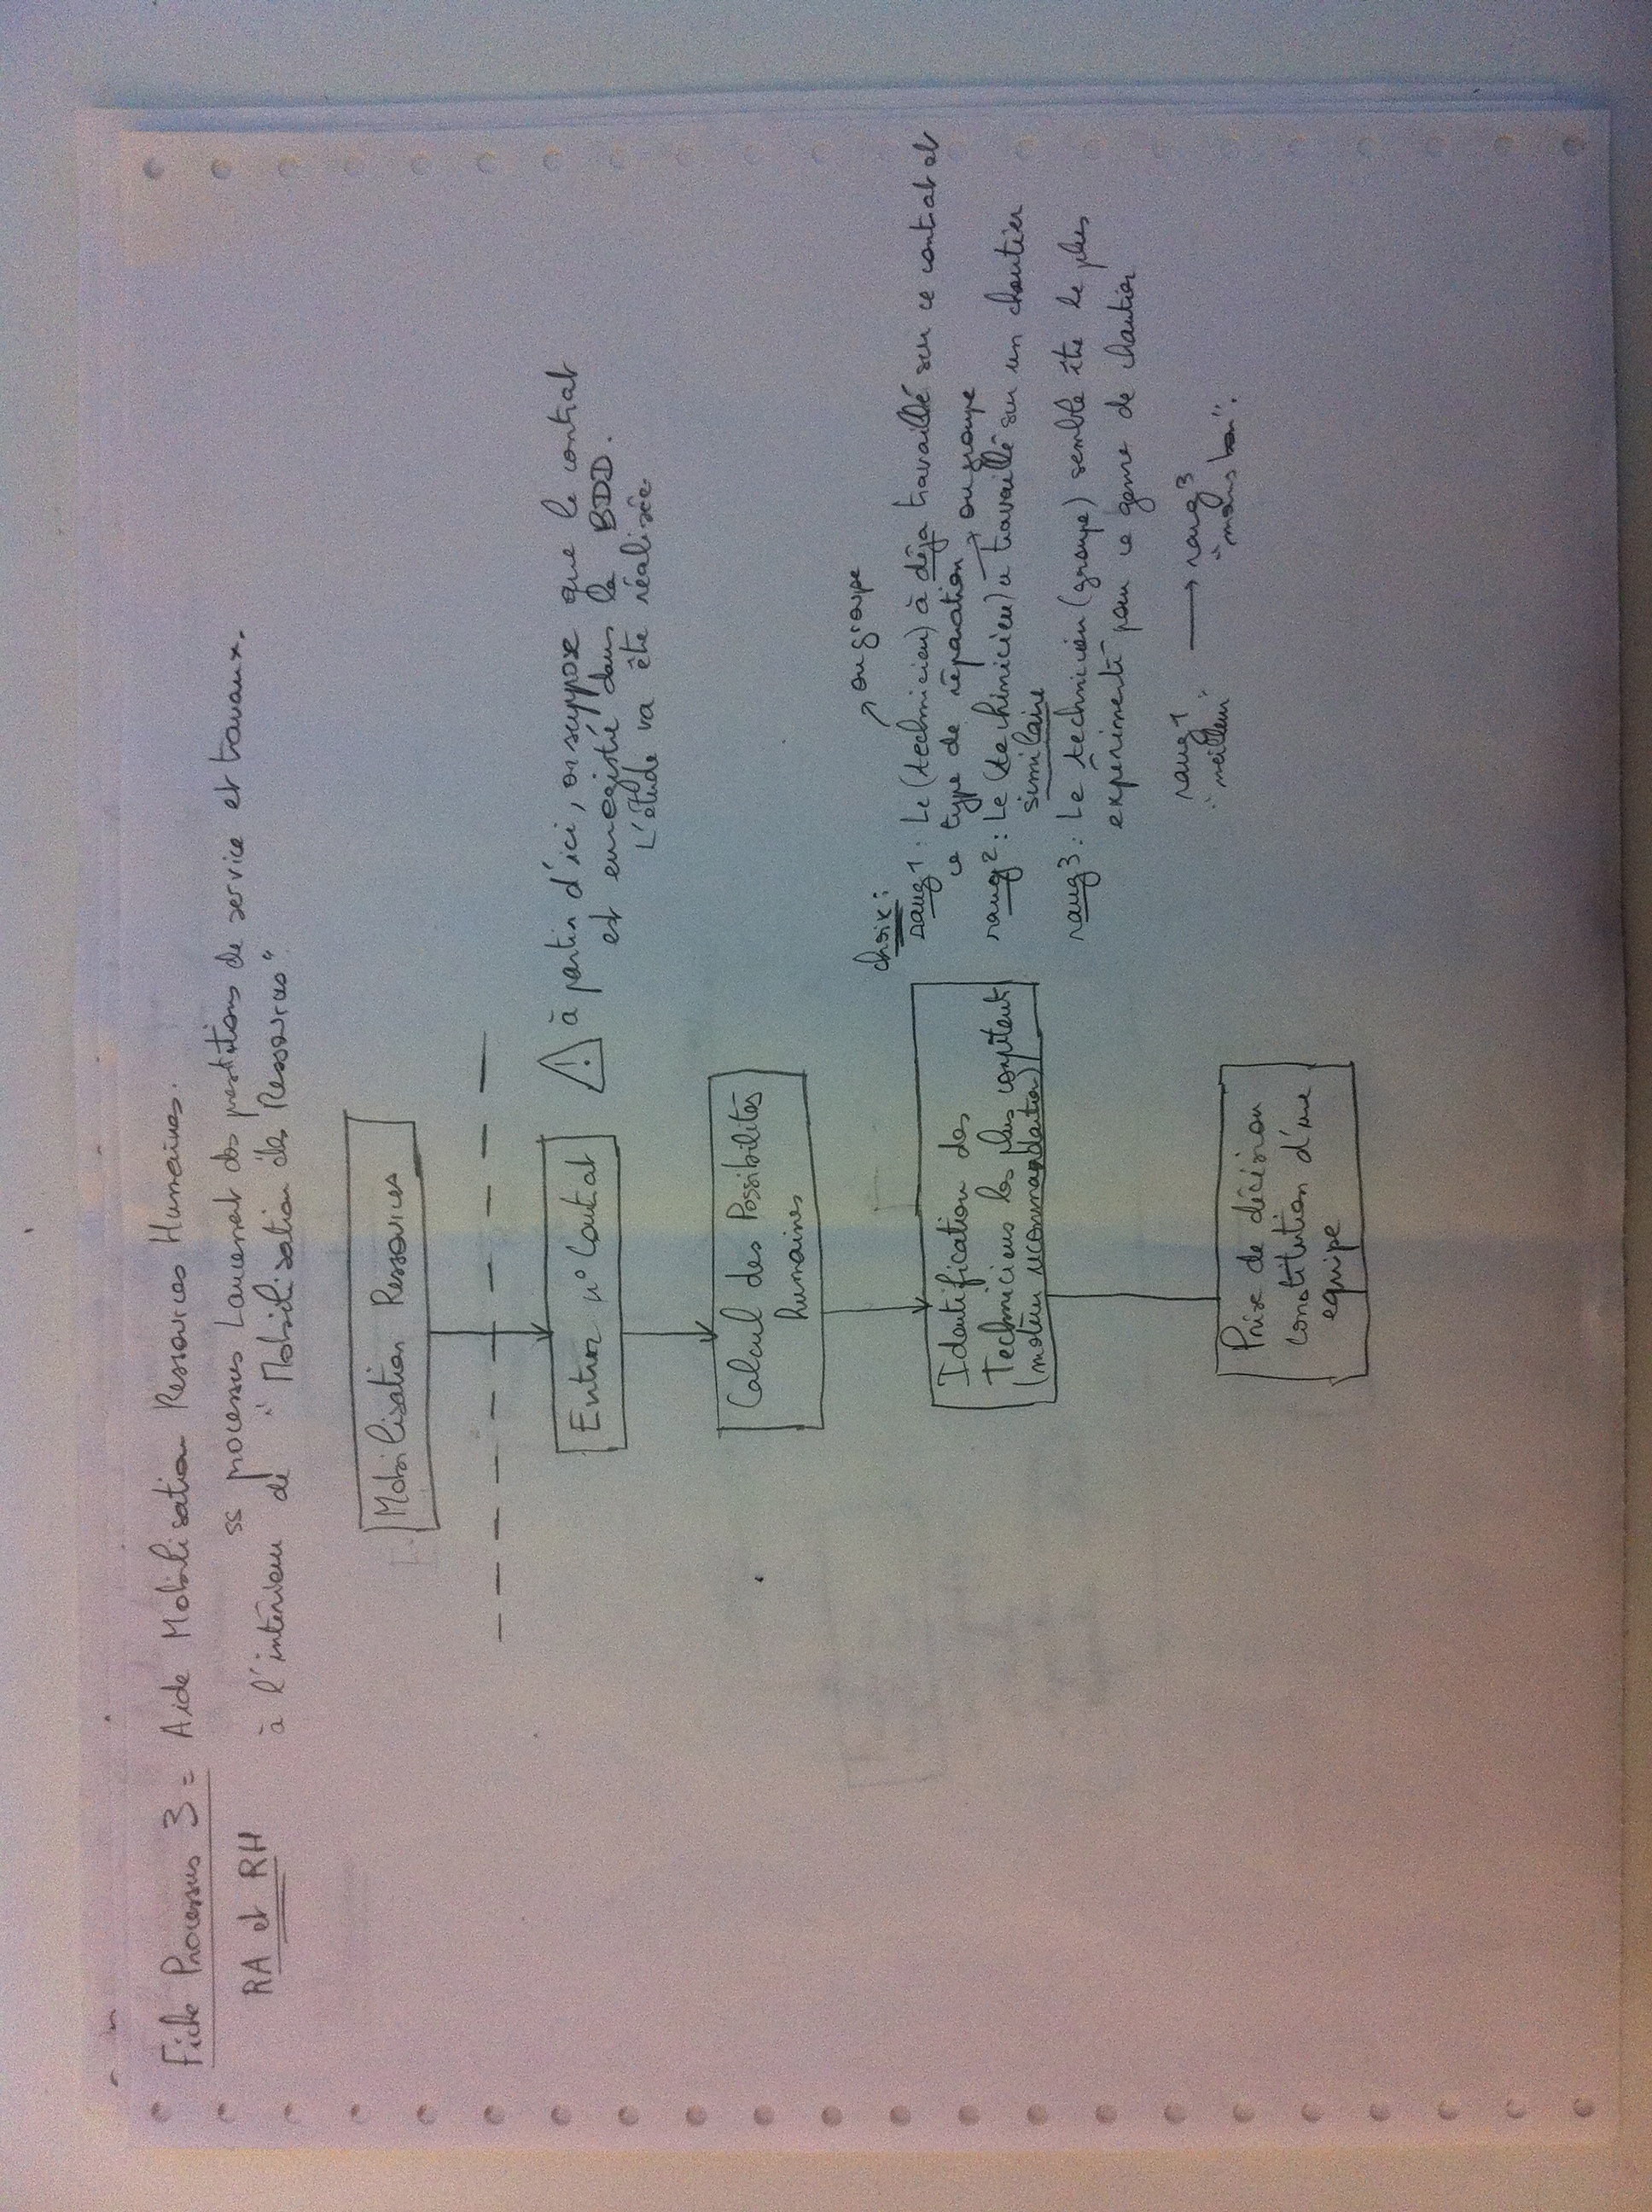 Fiche Processus 3 = Aide Mobilisation Ressources Humaines.
RA et RH
ss processus Lancement des prestations de service et travaux.
à l'intérieur de "Mobilisation des Ressources"
Mobilisation Ressources
Entrer n° Contrat
⚠ à partir d'ici, on suppose que le contrat
est enregistré dans la BDD.
L'étude va être réalisée
Calcul des Possibilités
humaines
Identification des
Techniciens les plus compétent
(moteur recommandation)
choix:
↗ ou groupe
rang 1 : Le (technicien) à déja travaillé sur ce contrat et
ce type de réparation
→ ou groupe
rang 2 : Le (technicien) a travaillé sur un chantier
similaire
rang 3 : Le technicien (groupe) semble être le plus
expérimenté pour ce genre de chantier
rang 1 → rang 3
"meilleur" "moins bon".
Prise de décision
constitution d'une
equipe